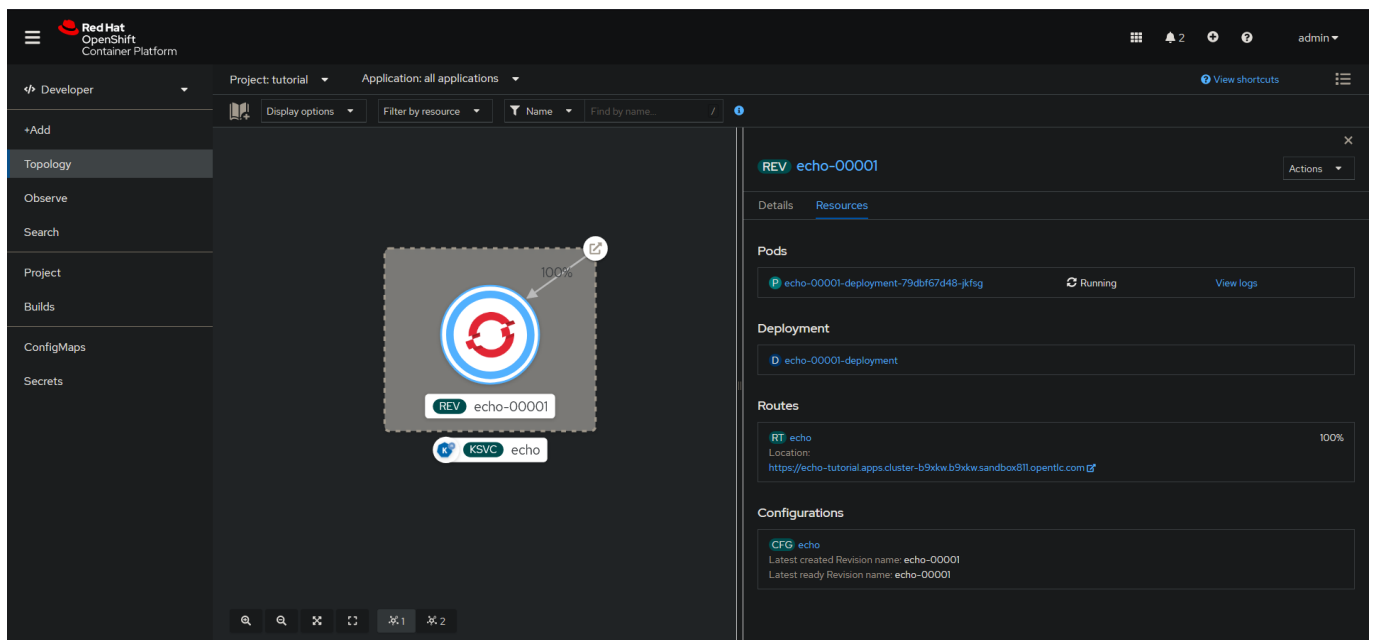 Red Hat
OpenShift
Container Platform
2
admin
Developer
Project: tutorial
Application: all applications
View shortcuts
Display options
Filter by resource
Name
Find by name...
/
+Add
Topology
Observe
Search
Project
Builds
ConfigMaps
Secrets
100%
REV echo-00001
K KSVC echo
1
2
REV echo-00001
Actions
Details Resources
Pods
P echo-00001-deployment-79dbf67d48-jkfsg Running View logs
Deployment
D echo-00001-deployment
Routes
RT echo 100%
Location:
https://echo-tutorial.apps.cluster-b9xkw.b9xkw.sandbox811.opentlc.com
Configurations
CFG echo
Latest created Revision name: echo-00001
Latest ready Revision name: echo-00001